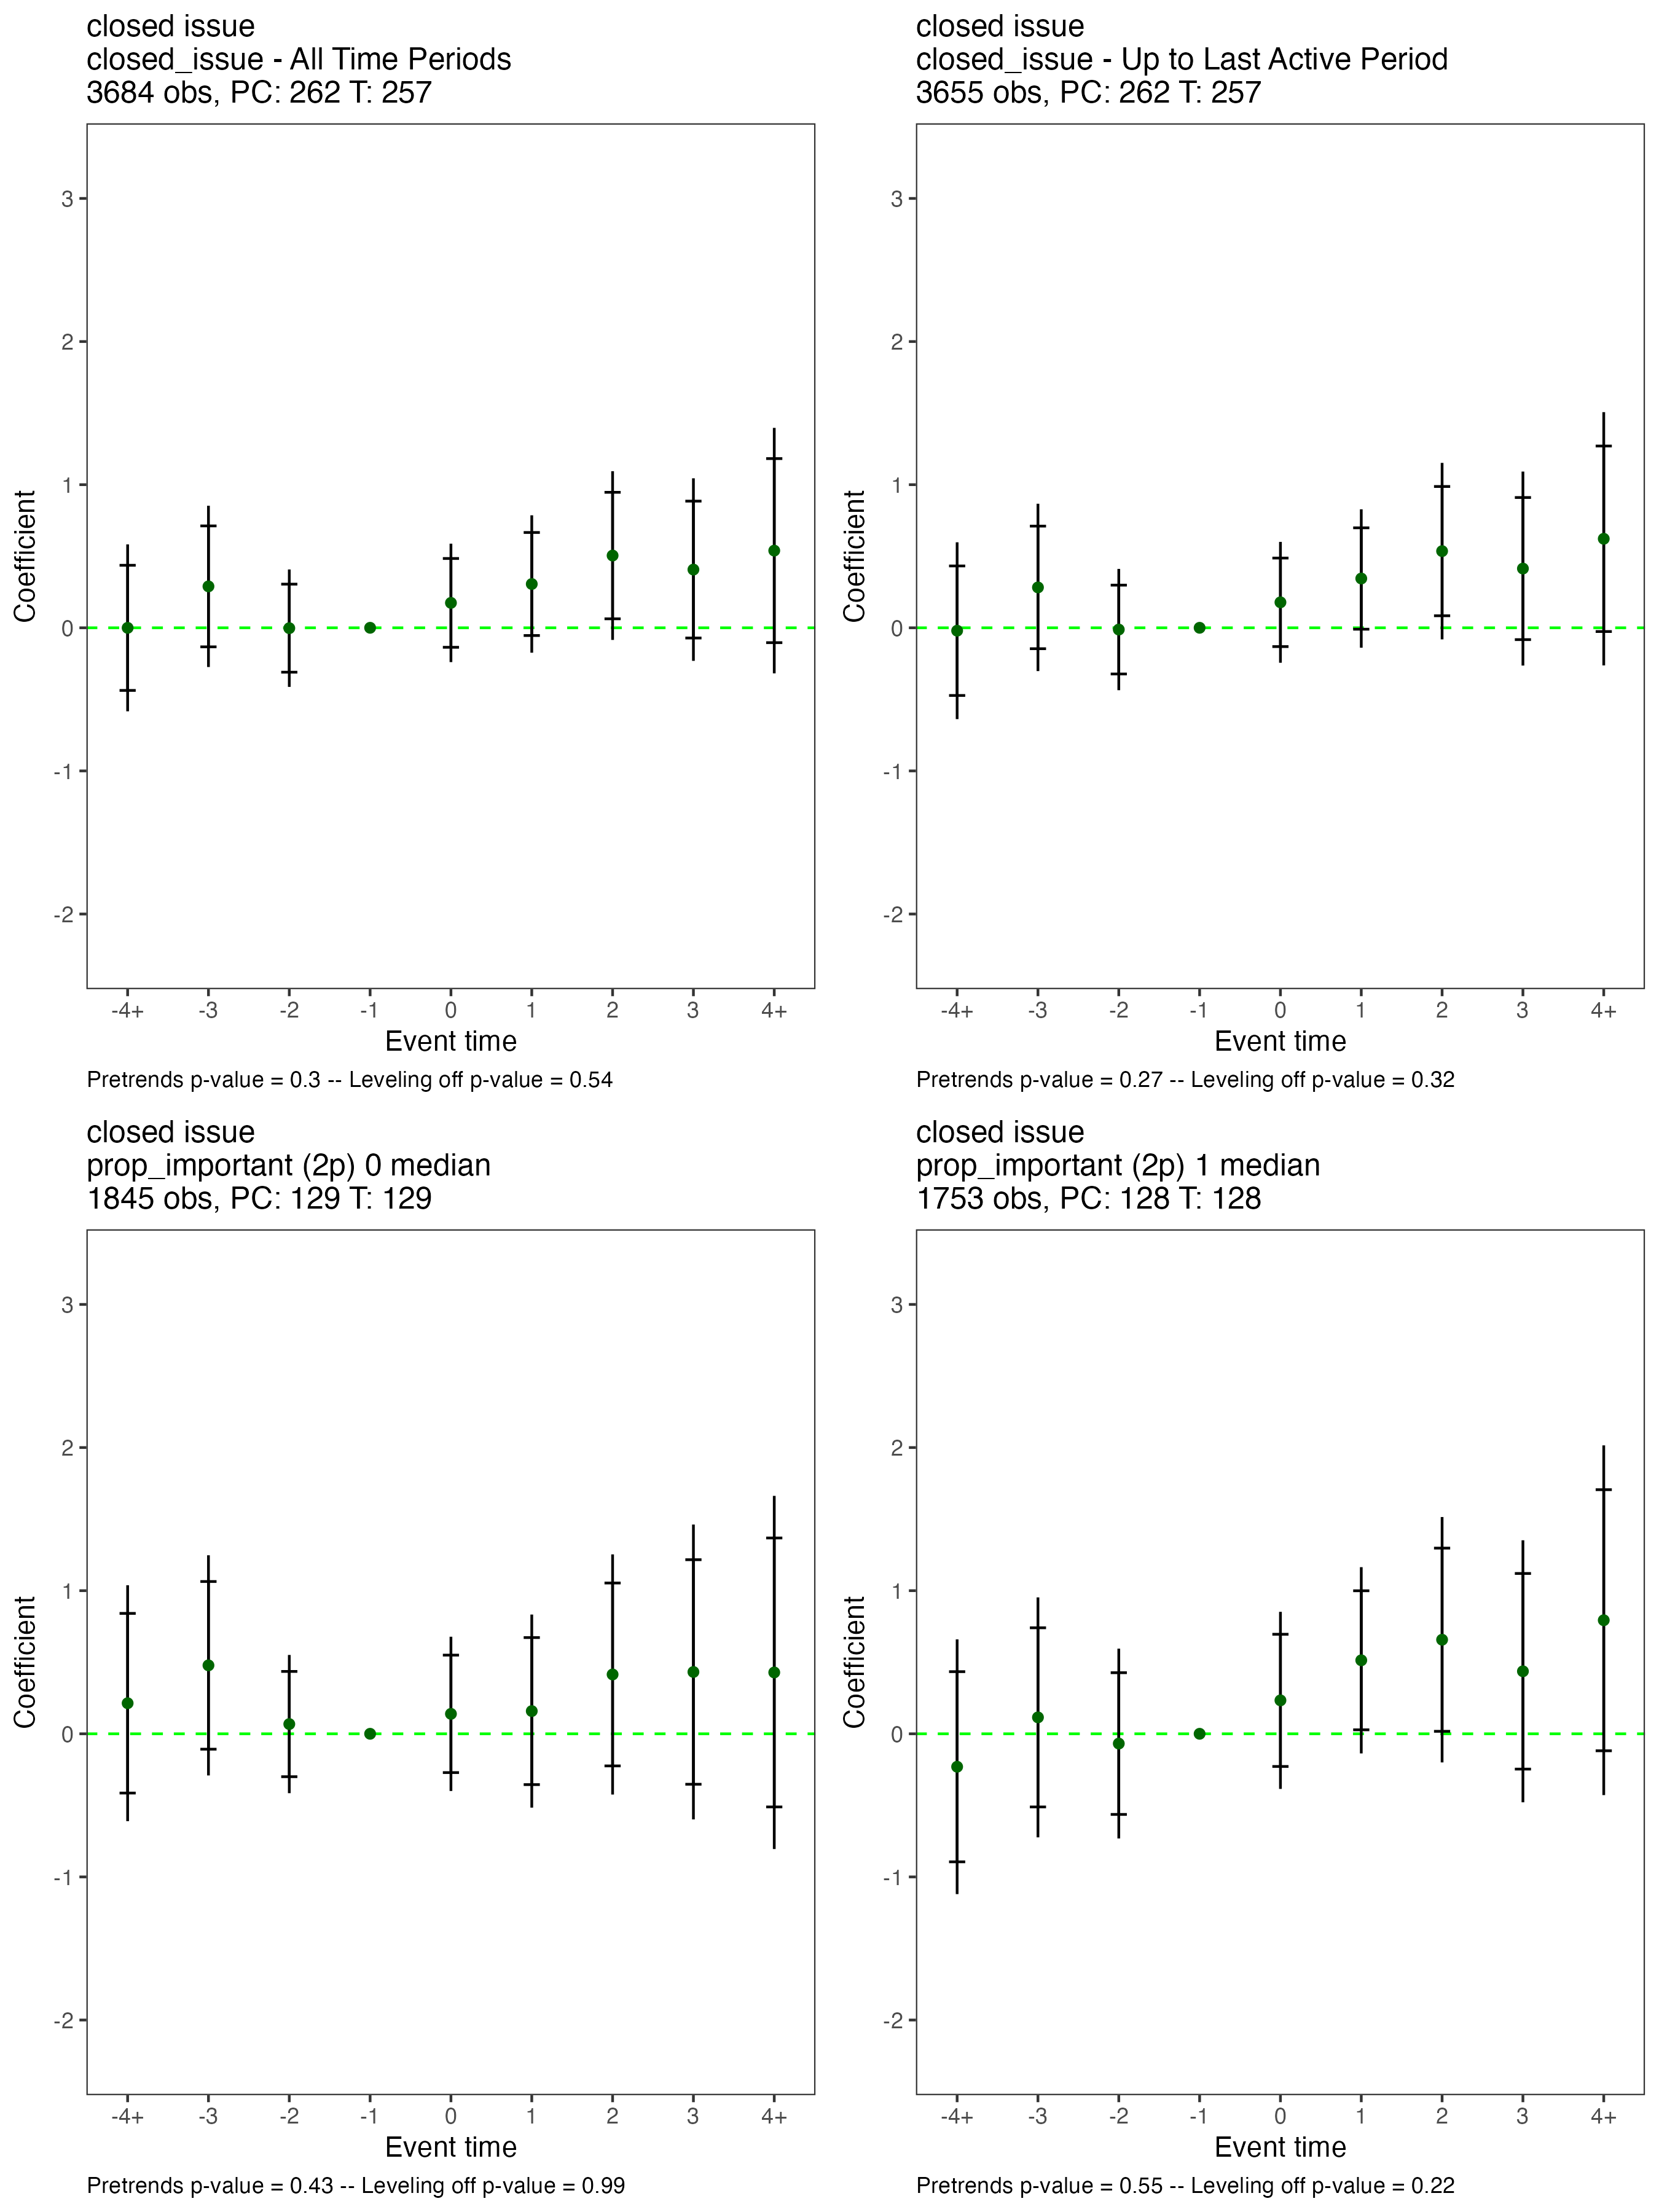 closed issue
closed_issue - All Time Periods
3684 obs, PC: 262 T: 257
3
2
1
0
-1
-2
Coefficient
-4+ -3 -2 -1 0 1 2 3 4+
Event time
Pretrends p-value = 0.3 -- Leveling off p-value = 0.54
closed issue
closed_issue - Up to Last Active Period
3655 obs, PC: 262 T: 257
3
2
1
0
-1
-2
Coefficient
-4+ -3 -2 -1 0 1 2 3 4+
Event time
Pretrends p-value = 0.27 -- Leveling off p-value = 0.32
closed issue
prop_important (2p) 0 median
1845 obs, PC: 129 T: 129
3
2
1
0
-1
-2
Coefficient
-4+ -3 -2 -1 0 1 2 3 4+
Event time
Pretrends p-value = 0.43 -- Leveling off p-value = 0.99
closed issue
prop_important (2p) 1 median
1753 obs, PC: 128 T: 128
3
2
1
0
-1
-2
Coefficient
-4+ -3 -2 -1 0 1 2 3 4+
Event time
Pretrends p-value = 0.55 -- Leveling off p-value = 0.22